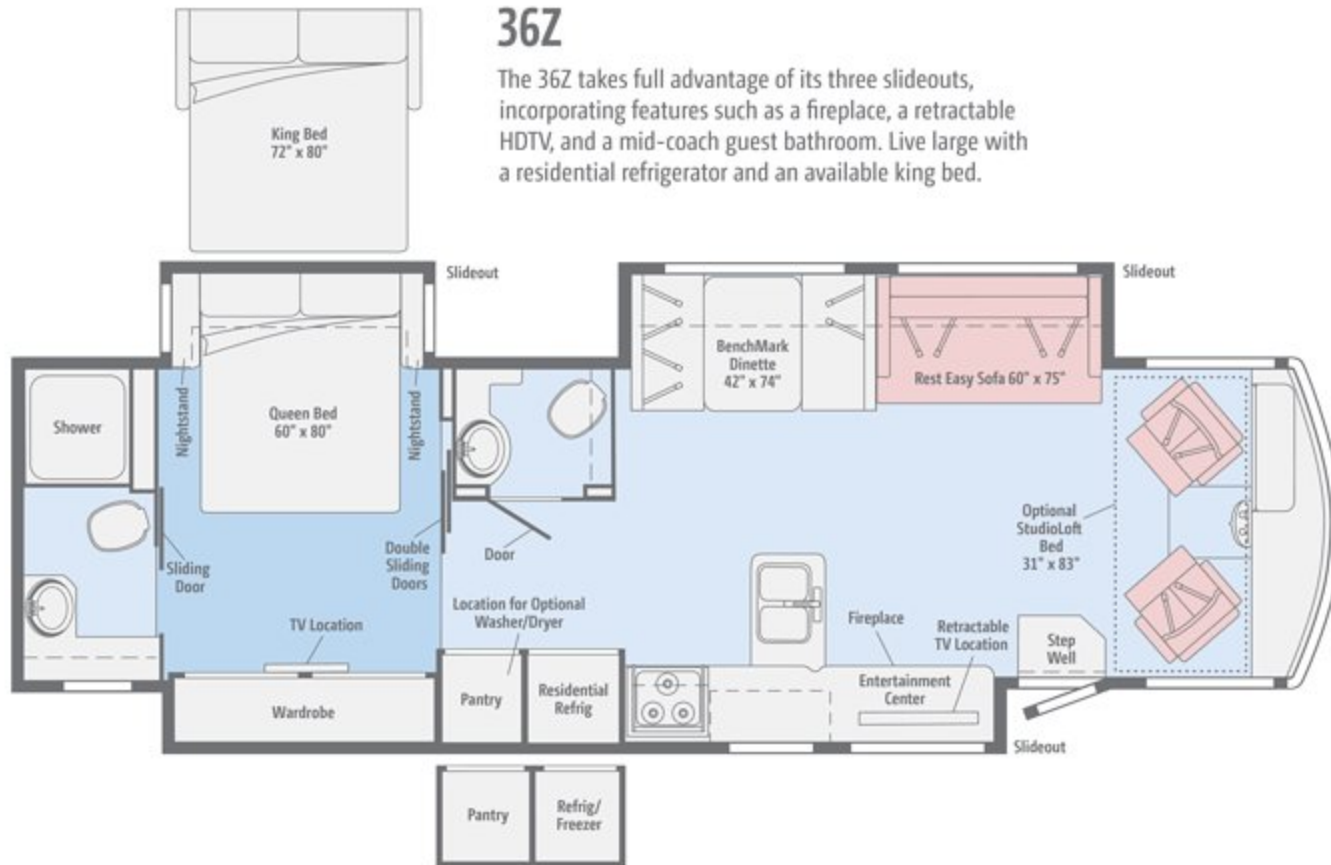 36Z
The 36Z takes full advantage of its three slideouts,
incorporating features such as a fireplace, a retractable
HDTV, and a mid-coach guest bathroom. Live large with
a residential refrigerator and an available king bed.
King Bed
72" x 80"
Slideout
Slideout
Shower
Nightstand
Queen Bed
60" x 80"
Nightstand
BenchMark
Dinette
42" x 74"
Rest Easy Sofa 60" x 75"
Sliding
Door
Double
Sliding
Doors
Door
Optional
StudioLoft
Bed
31" x 83"
TV Location
Location for Optional
Washer/Dryer
Fireplace
Retractable
TV Location
Step
Well
Wardrobe
Pantry
Residential
Refrig
Entertainment
Center
Slideout
Pantry
Refrig/
Freezer